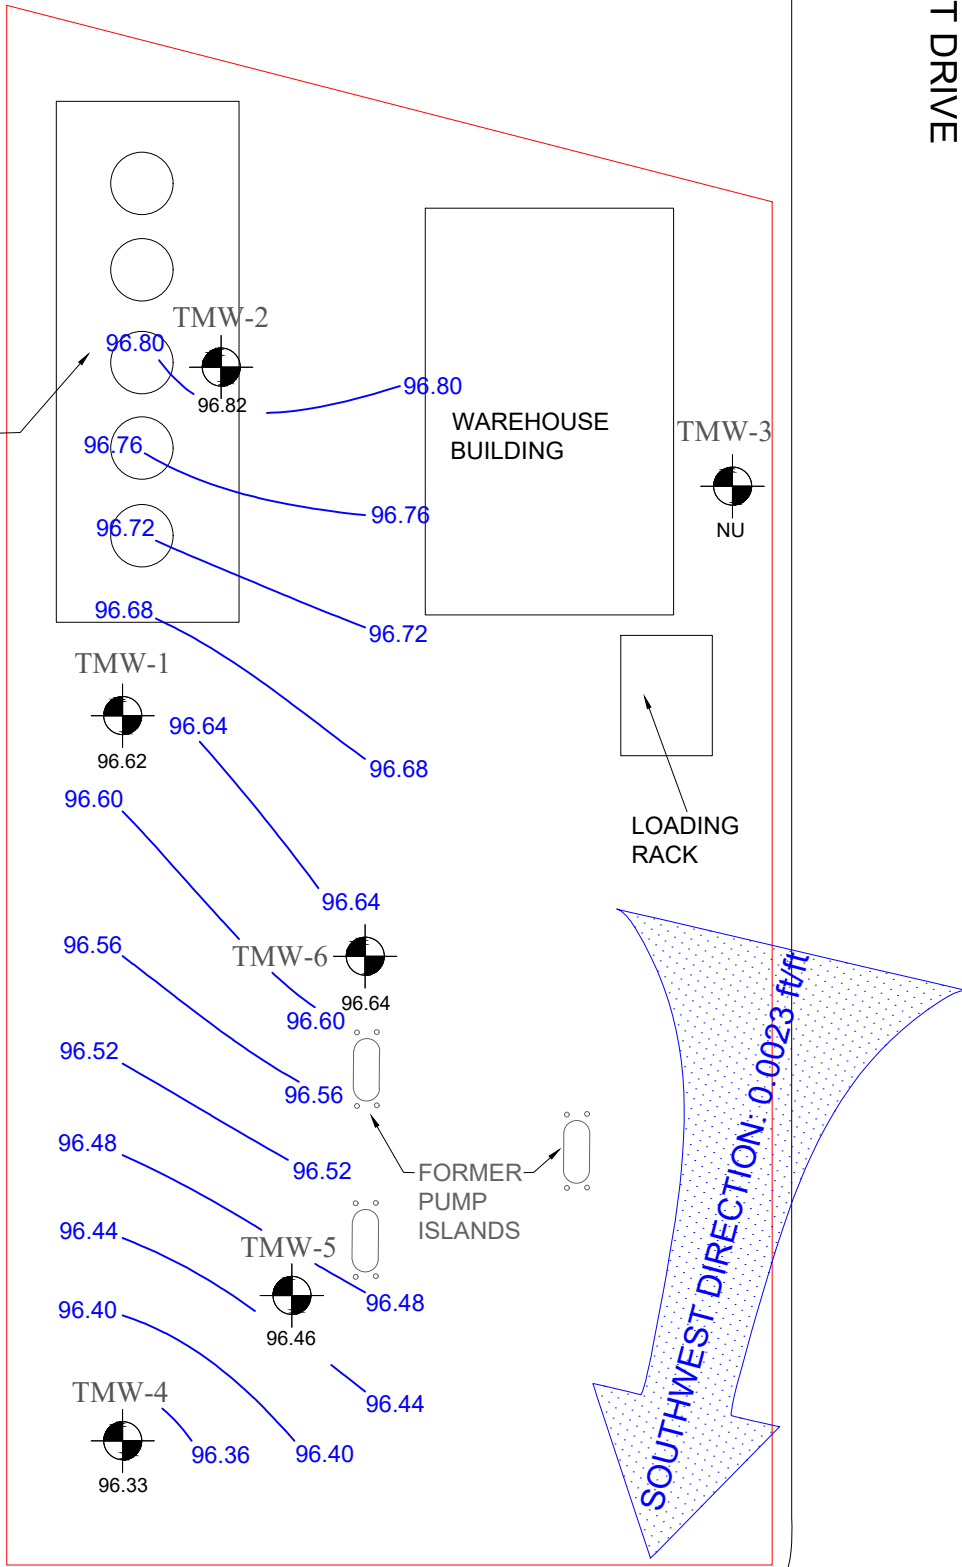 T DRIVE
TMW-2
96.80
96.80
96.82
WAREHOUSE
BUILDING
TMW-3
NU
96.76
96.76
96.72
96.72
96.68
96.68
TMW-1
96.62
96.64
96.64
96.60
96.60
LOADING
RACK
TMW-6
96.64
96.56
96.56
96.52
96.52
FORMER
PUMP
ISLANDS
96.48
96.48
TMW-5
96.46
96.44
96.44
96.40
96.40
TMW-4
96.33
96.36
SOUTHWEST DIRECTION: 0.0023 ft/ft